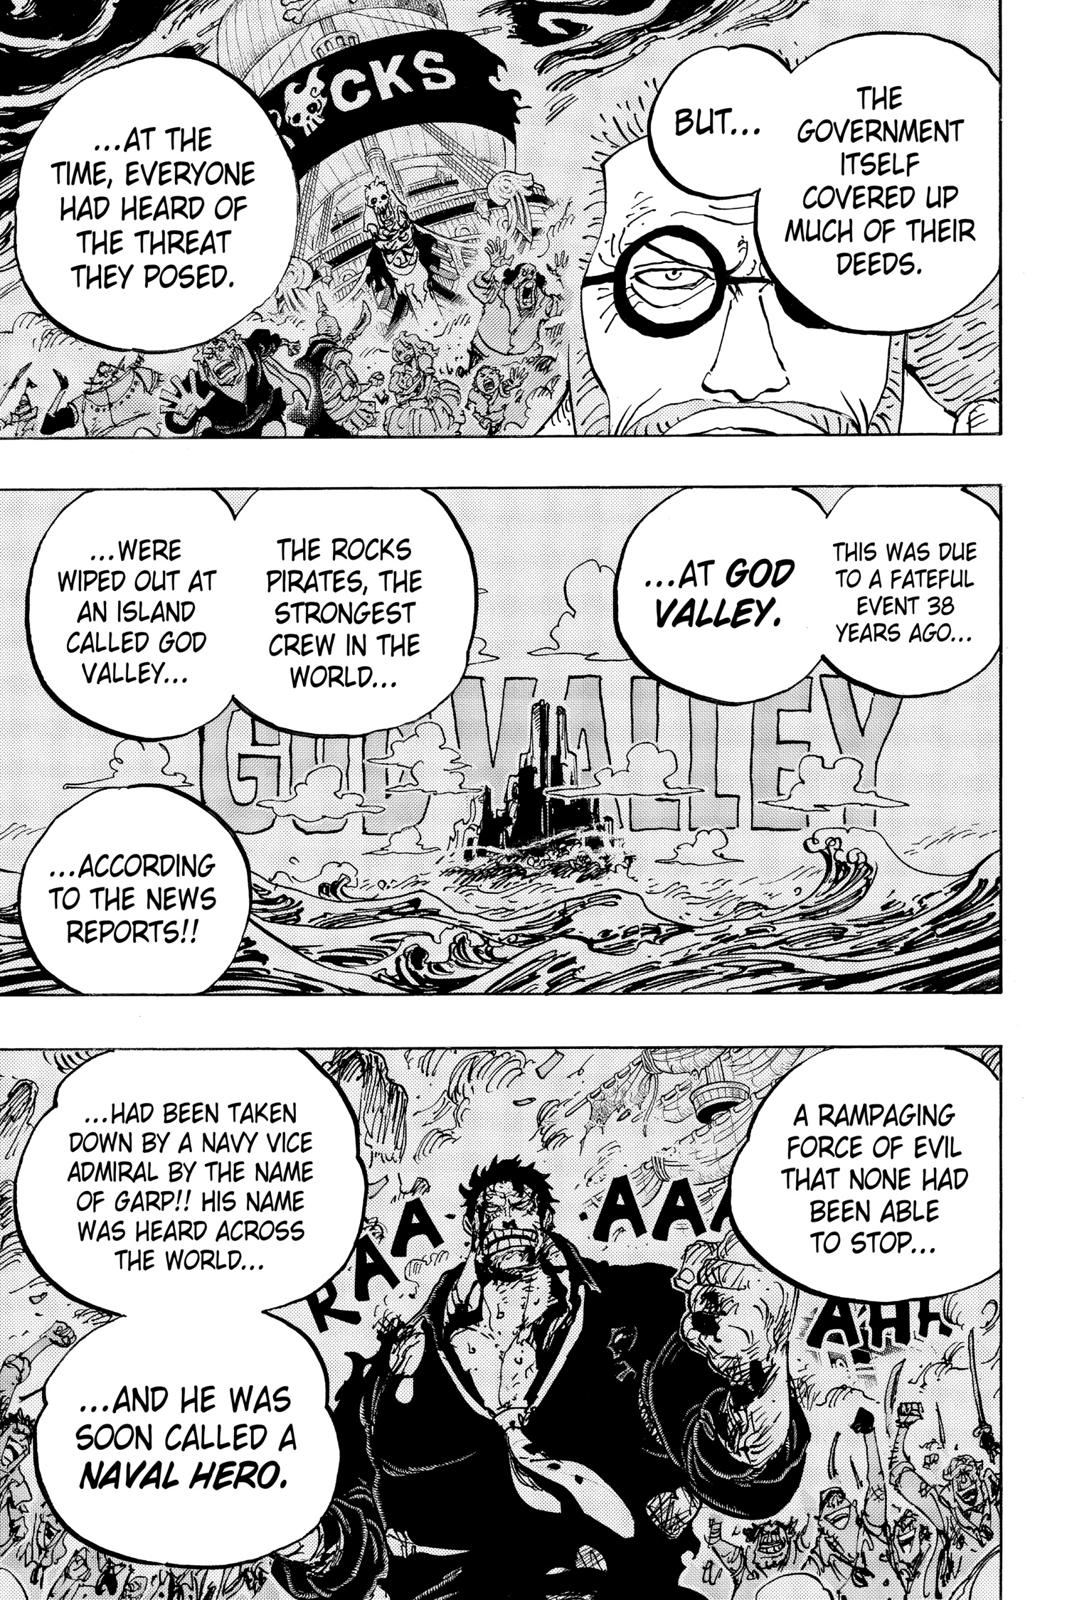 THE
GOVERNMENT
ITSELF
COVERED UP
MUCH OF THEIR
DEEDS.
BUT...
CKS
...AT THE
TIME, EVERYONE
HAD HEARD OF
THE THREAT
THEY POSED.
THIS WAS DUE
TO A FATEFUL
EVENT 38
YEARS AGO...
...AT GOD
VALLEY.
THE ROCKS
PIRATES, THE
STRONGEST
CREW IN THE
WORLD...
...WERE
WIPED OUT AT
AN ISLAND
CALLED GOD
VALLEY...
GOD VALLEY
...ACCORDING
TO THE NEWS
REPORTS!!
A RAMPAGING
FORCE OF EVIL
THAT NONE HAD
BEEN ABLE
TO STOP...
...HAD BEEN TAKEN
DOWN BY A NAVY VICE
ADMIRAL BY THE NAME
OF GARP!! HIS NAME
WAS HEARD ACROSS
THE WORLD...
RAA
AAA
AHH
...AND HE WAS
SOON CALLED A
NAVAL HERO.